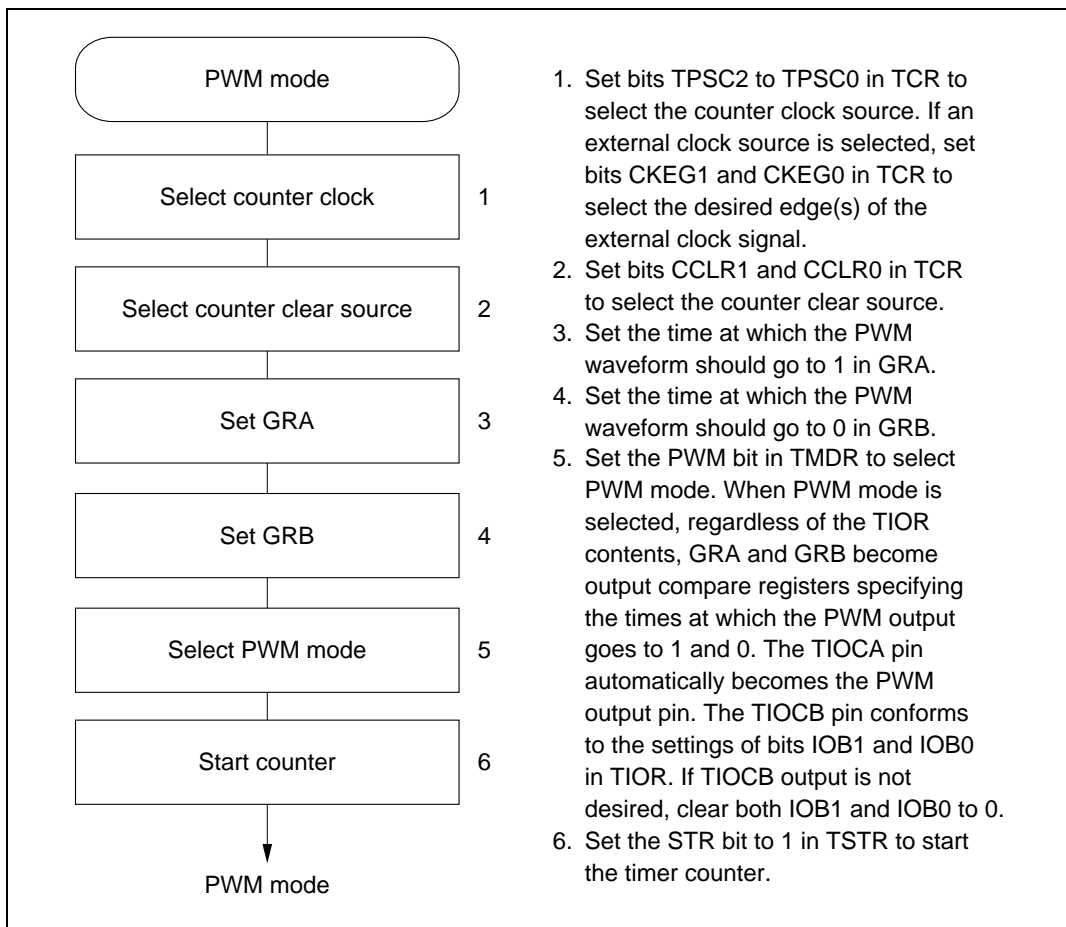 PWM mode
Select counter clock
1
Select counter clear source
2
Set GRA
3
Set GRB
4
Select PWM mode
5
Start counter
6
PWM mode
1. Set bits TPSC2 to TPSC0 in TCR to
select the counter clock source. If an
external clock source is selected, set
bits CKEG1 and CKEG0 in TCR to
select the desired edge(s) of the
external clock signal.
2. Set bits CCLR1 and CCLR0 in TCR
to select the counter clear source.
3. Set the time at which the PWM
waveform should go to 1 in GRA.
4. Set the time at which the PWM
waveform should go to 0 in GRB.
5. Set the PWM bit in TMDR to select
PWM mode. When PWM mode is
selected, regardless of the TIOR
contents, GRA and GRB become
output compare registers specifying
the times at which the PWM output
goes to 1 and 0. The TIOCA pin
automatically becomes the PWM
output pin. The TIOCB pin conforms
to the settings of bits IOB1 and IOB0
in TIOR. If TIOCB output is not
desired, clear both IOB1 and IOB0 to 0.
6. Set the STR bit to 1 in TSTR to start
the timer counter.